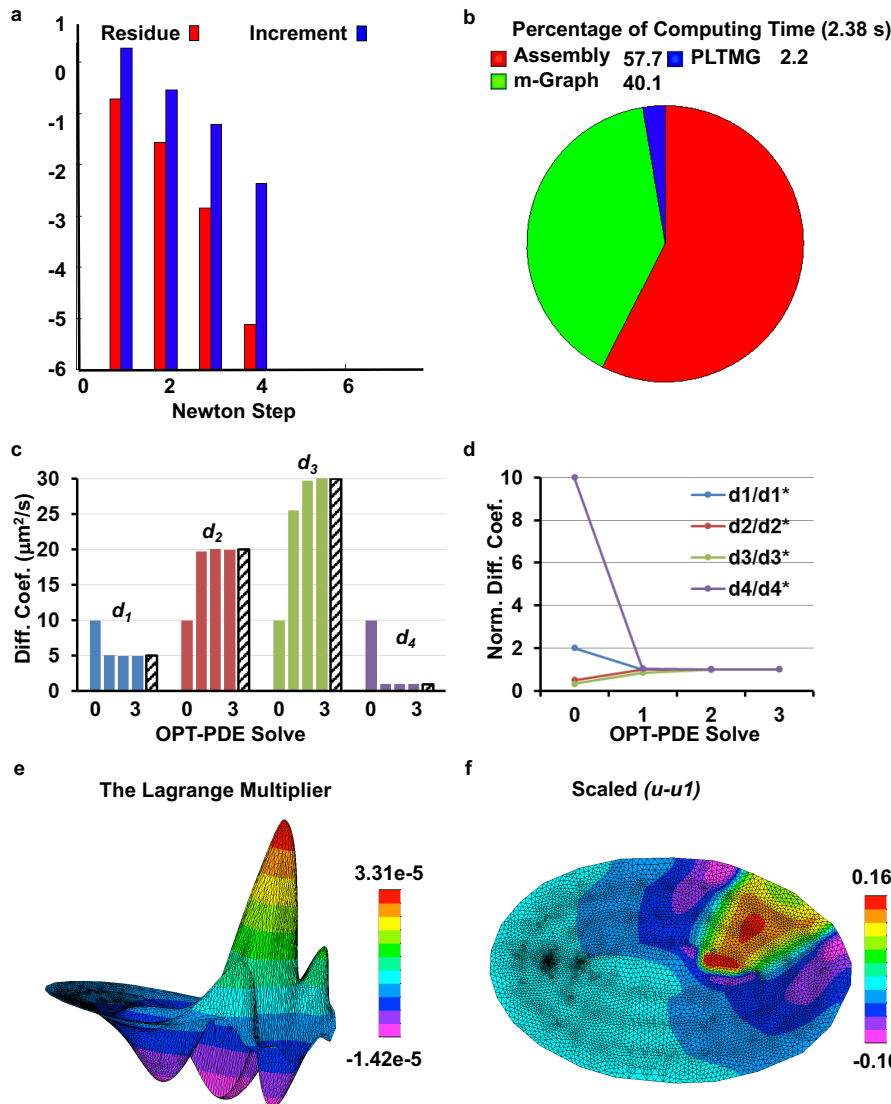 a
Residue Increment
1
0
-1
-2
-3
-4
-5
-6
0 2 4 6
Newton Step
b
Percentage of Computing Time (2.38 s)
Assembly 57.7 PLTMG 2.2
m-Graph 40.1
c
Diff. Coef. (µm²/s)
30
20
10
5
0
d1
d2
d3
d4
0 3 0 3 0 3 0 3
OPT-PDE Solve
d
Norm. Diff. Coef.
10
8
6
4
2
1
0
d1/d1*
d2/d2*
d3/d3*
d4/d4*
0 1 2 3
OPT-PDE Solve
e
The Lagrange Multiplier
3.31e-5
-1.42e-5
f
Scaled (u-u1)
0.16